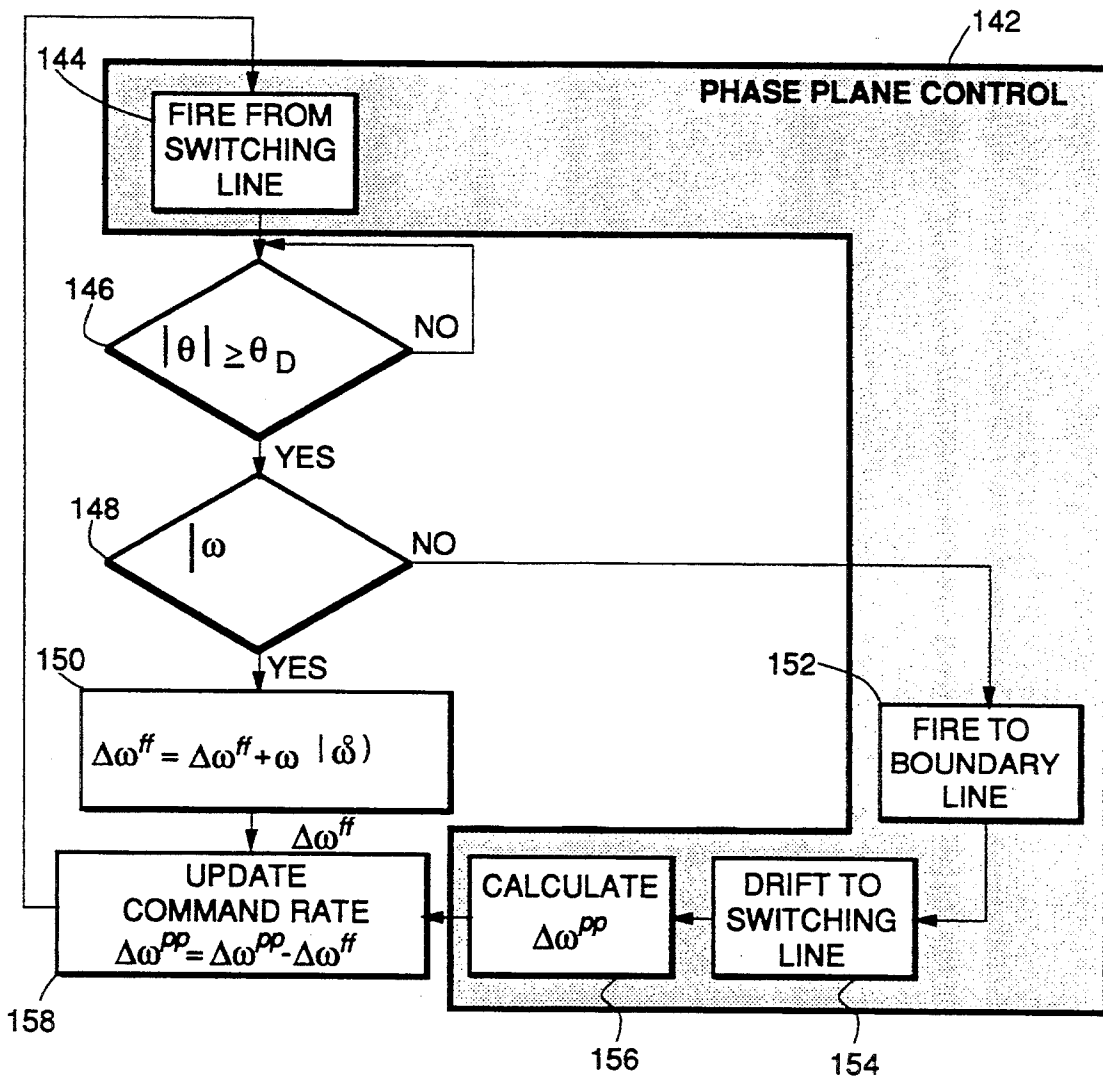 142
144
PHASE PLANE CONTROL
FIRE FROM
SWITCHING
LINE
146
|θ| ≥ θ_D
NO
YES
148
|ω
NO
YES
150
152
Δω^ff = Δω^ff + ω |ω̊)
FIRE TO
BOUNDARY
LINE
Δω^ff
UPDATE
COMMAND RATE
Δω^pp = Δω^pp - Δω^ff
CALCULATE
Δω^pp
DRIFT TO
SWITCHING
LINE
158
156
154